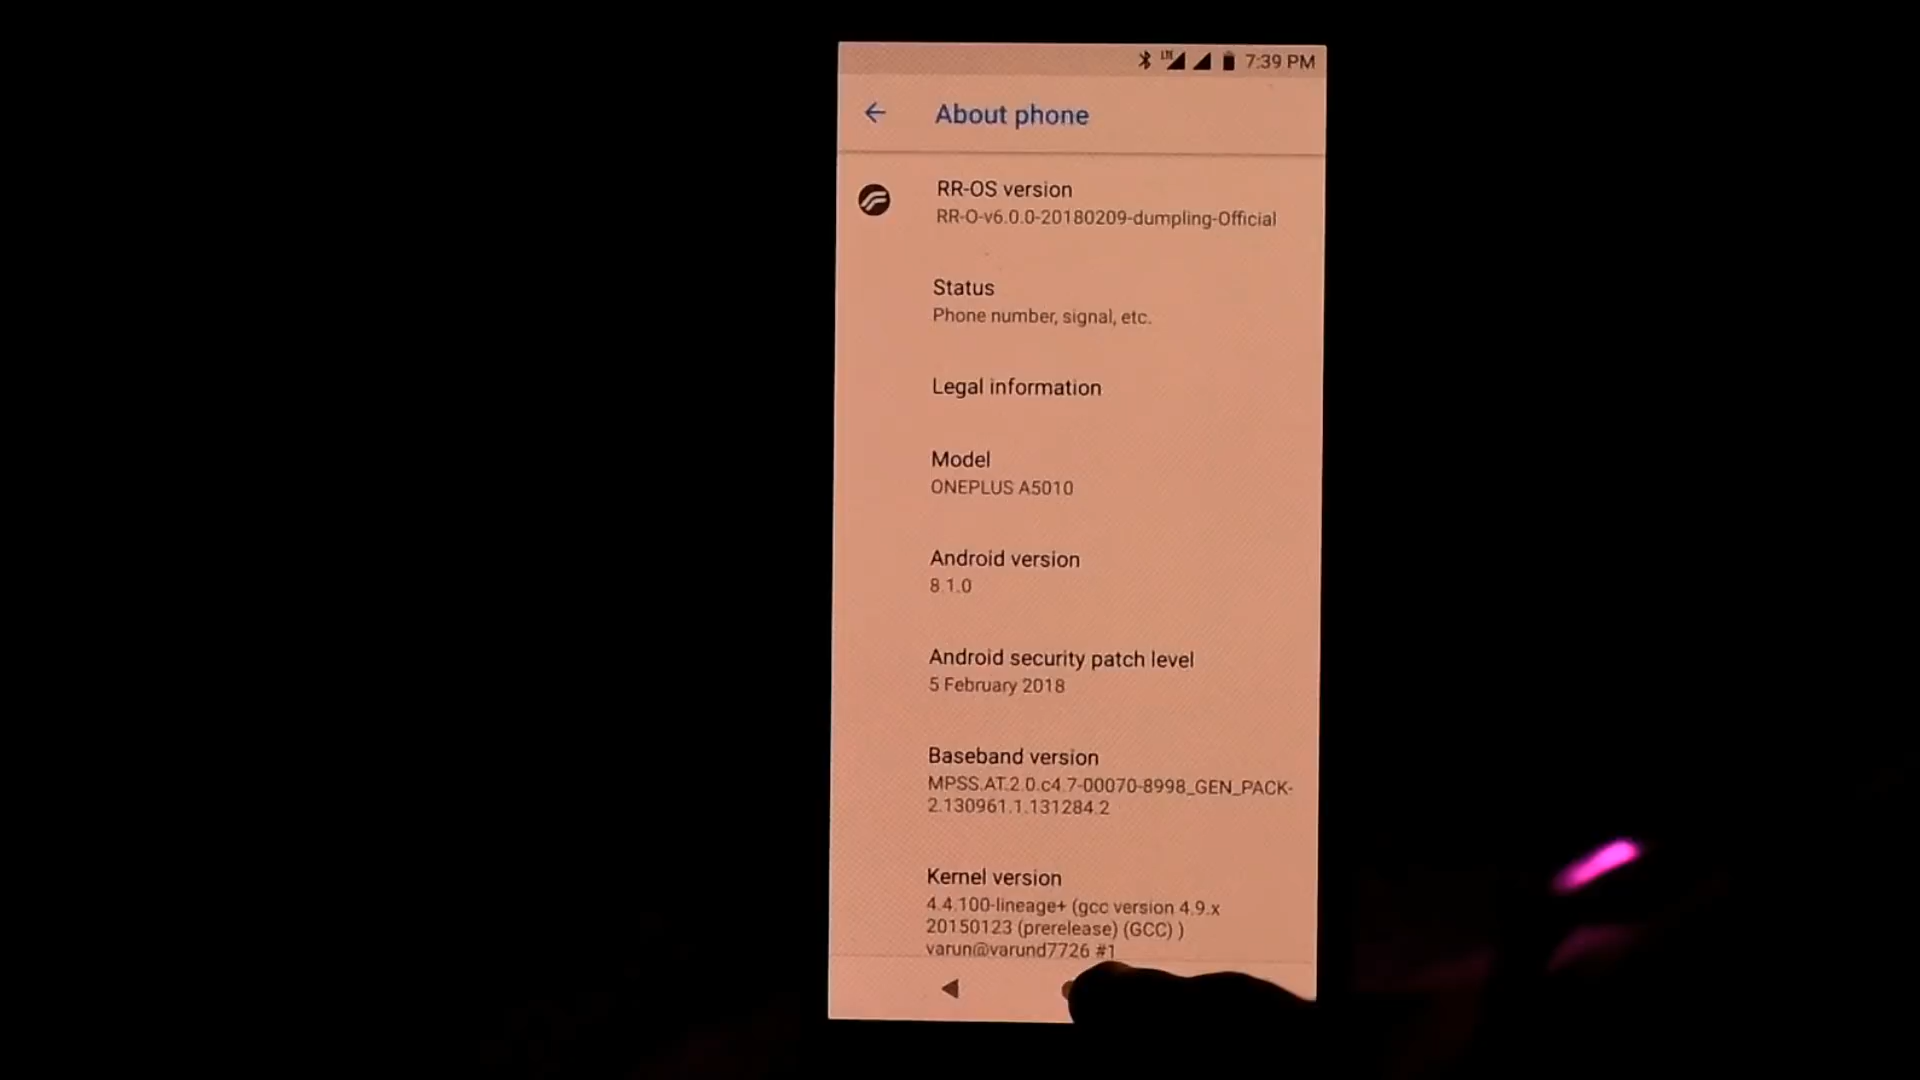 LTE 7:39 PM
About phone
RR-OS version
RR-O-v6.0.0-20180209-dumpling-Official
Status
Phone number, signal, etc.
Legal information
Model
ONEPLUS A5010
Android version
8.1.0
Android security patch level
5 February 2018
Baseband version
MPSS.AT.2.0.c4.7-00070-8998_GEN_PACK-
2.130961.1.131284.2
Kernel version
4.4.100-lineage+ (gcc version 4.9.x
20150123 (prerelease) (GCC) )
varun@varund7726 #1